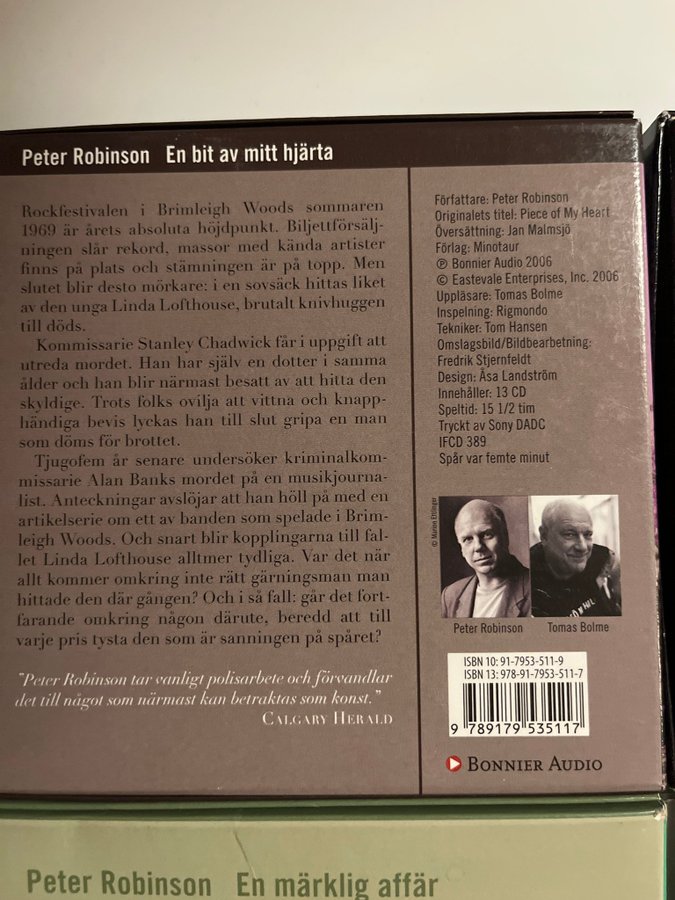 Peter Robinson En bit av mitt hjärta
Rockfestivalen i Brimleigh Woods sommaren
1969 är årets absoluta höjdpunkt. Biljettförsälj-
ningen slår rekord, massor med kända artister
finns på plats och stämningen är på topp. Men
slutet blir desto mörkare: i en sovsäck hittas liket
av den unga Linda Lofthouse, brutalt knivhuggen
till döds.
Kommissarie Stanley Chadwick får i uppgift att
utreda mordet. Han har själv en dotter i samma
ålder och han blir närmast besatt av att hitta den
skyldige. Trots folks ovilja att vittna och knapp-
händiga bevis lyckas han till slut gripa en man
som döms för brottet.
Tjugofem år senare undersöker kriminalkom-
missarie Alan Banks mordet på en musikjourna-
list. Anteckningar avslöjar att han höll på med en
artikelserie om ett av banden som spelade i Brim-
leigh Woods. Och snart blir kopplingarna till fal-
let Linda Lofthouse alltmer tydliga. Var det när
allt kommer omkring inte rätt gärningsman man
hittade den där gången? Och i så fall: går det fort-
farande omkring någon därute, beredd att till
varje pris tysta den som är sanningen på spåret?
"Peter Robinson tar vanligt polisarbete och förvandlar
det till något som närmast kan betraktas som konst."
CALGARY HERALD
Författare: Peter Robinson
Originalets titel: Piece of My Heart
Översättning: Jan Malmsjö
Förlag: Minotaur
℗ Bonnier Audio 2006
© Eastevale Enterprises, Inc. 2006
Uppläsare: Tomas Bolme
Inspelning: Rigmondo
Tekniker: Tom Hansen
Omslagsbild/Bildbearbetning:
Fredrik Stjernfeldt
Design: Åsa Landström
Innehåller: 13 CD
Speltid: 15 1/2 tim
Tryckt av Sony DADC
IFCD 389
Spår var femte minut
© Marion Ettlinger
Peter Robinson Tomas Bolme
ISBN 10: 91-7953-511-9
ISBN 13: 978-91-7953-511-7
9 789179 535117
BONNIER AUDIO
Peter Robinson En märklig affär